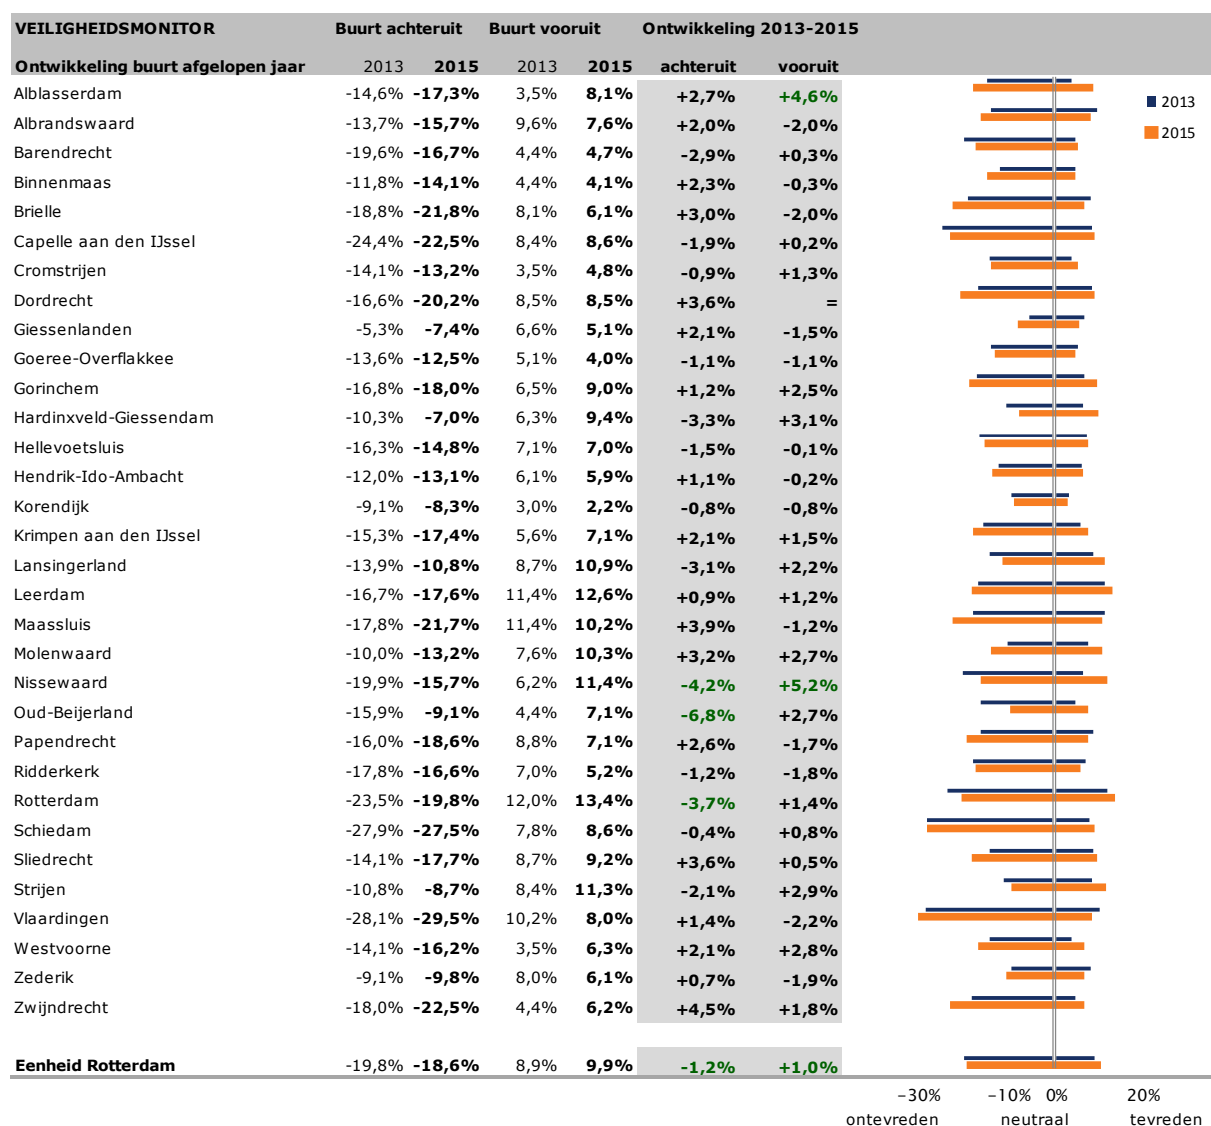 VEILIGHEIDSMONITOR Buurt achteruit Buurt vooruit Ontwikkeling 2013-2015
Ontwikkeling buurt afgelopen jaar 2013 2015 2013 2015 achteruit vooruit
Alblasserdam -14,6% -17,3% 3,5% 8,1% +2,7% +4,6%
2013
Albrandswaard -13,7% -15,7% 9,6% 7,6% +2,0% -2,0%
2015
Barendrecht -19,6% -16,7% 4,4% 4,7% -2,9% +0,3%
Binnenmaas -11,8% -14,1% 4,4% 4,1% +2,3% -0,3%
Brielle -18,8% -21,8% 8,1% 6,1% +3,0% -2,0%
Capelle aan den IJssel -24,4% -22,5% 8,4% 8,6% -1,9% +0,2%
Cromstrijen -14,1% -13,2% 3,5% 4,8% -0,9% +1,3%
Dordrecht -16,6% -20,2% 8,5% 8,5% +3,6% =
Giessenlanden -5,3% -7,4% 6,6% 5,1% +2,1% -1,5%
Goeree-Overflakkee -13,6% -12,5% 5,1% 4,0% -1,1% -1,1%
Gorinchem -16,8% -18,0% 6,5% 9,0% +1,2% +2,5%
Hardinxveld-Giessendam -10,3% -7,0% 6,3% 9,4% -3,3% +3,1%
Hellevoetsluis -16,3% -14,8% 7,1% 7,0% -1,5% -0,1%
Hendrik-Ido-Ambacht -12,0% -13,1% 6,1% 5,9% +1,1% -0,2%
Korendijk -9,1% -8,3% 3,0% 2,2% -0,8% -0,8%
Krimpen aan den IJssel -15,3% -17,4% 5,6% 7,1% +2,1% +1,5%
Lansingerland -13,9% -10,8% 8,7% 10,9% -3,1% +2,2%
Leerdam -16,7% -17,6% 11,4% 12,6% +0,9% +1,2%
Maassluis -17,8% -21,7% 11,4% 10,2% +3,9% -1,2%
Molenwaard -10,0% -13,2% 7,6% 10,3% +3,2% +2,7%
Nissewaard -19,9% -15,7% 6,2% 11,4% -4,2% +5,2%
Oud-Beijerland -15,9% -9,1% 4,4% 7,1% -6,8% +2,7%
Papendrecht -16,0% -18,6% 8,8% 7,1% +2,6% -1,7%
Ridderkerk -17,8% -16,6% 7,0% 5,2% -1,2% -1,8%
Rotterdam -23,5% -19,8% 12,0% 13,4% -3,7% +1,4%
Schiedam -27,9% -27,5% 7,8% 8,6% -0,4% +0,8%
Sliedrecht -14,1% -17,7% 8,7% 9,2% +3,6% +0,5%
Strijen -10,8% -8,7% 8,4% 11,3% -2,1% +2,9%
Vlaardingen -28,1% -29,5% 10,2% 8,0% +1,4% -2,2%
Westvoorne -14,1% -16,2% 3,5% 6,3% +2,1% +2,8%
Zederik -9,1% -9,8% 8,0% 6,1% +0,7% -1,9%
Zwijndrecht -18,0% -22,5% 4,4% 6,2% +4,5% +1,8%
Eenheid Rotterdam -19,8% -18,6% 8,9% 9,9% -1,2% +1,0%
-30% -10% 0% 20%
ontevreden neutraal tevreden